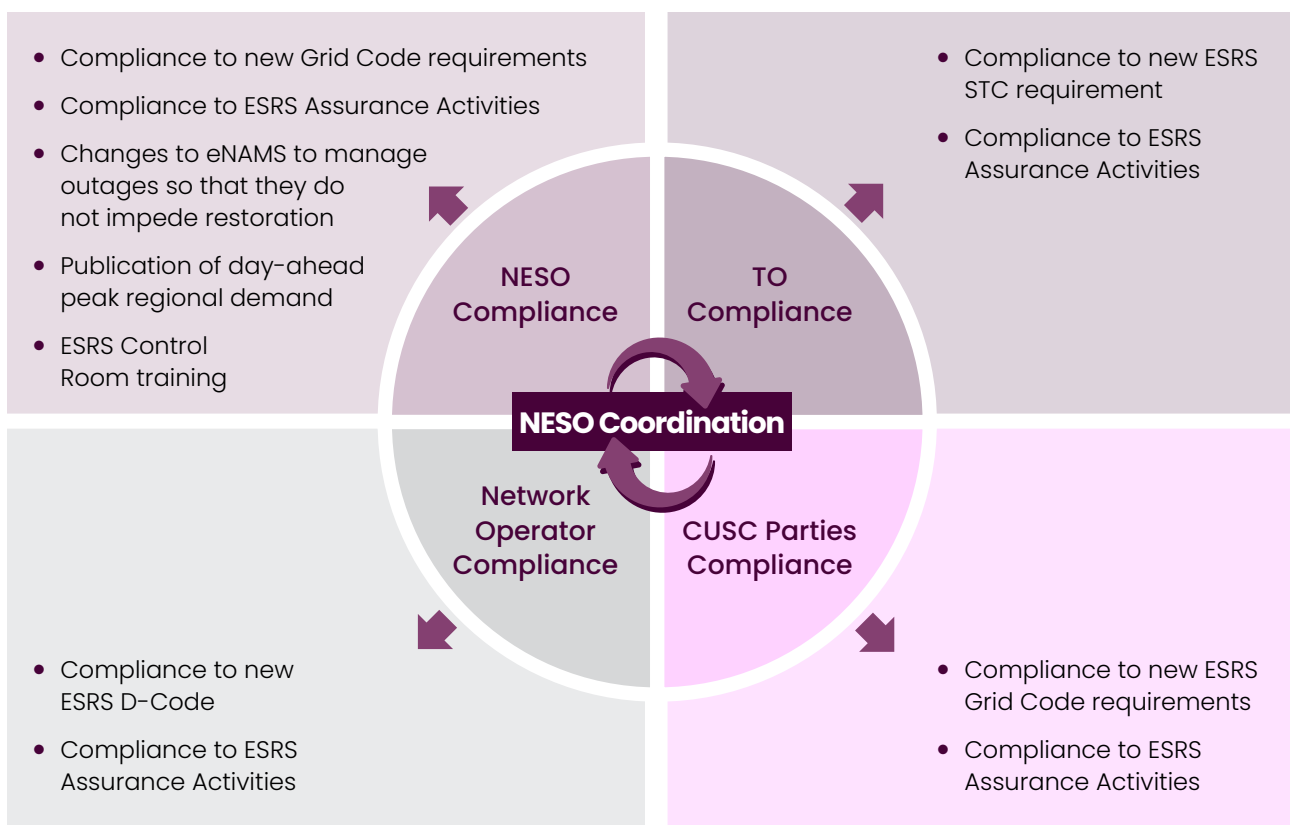 • Compliance to new Grid Code requirements
• Compliance to ESRS Assurance Activities
• Changes to eNAMS to manage
outages so that they do
not impede restoration
• Publication of day-ahead
peak regional demand
• ESRS Control
Room training
• Compliance to new ESRS
STC requirement
• Compliance to ESRS
Assurance Activities
NESO
Compliance
TO
Compliance
NESO Coordination
Network
Operator
Compliance
CUSC Parties
Compliance
• Compliance to new
ESRS D-Code
• Compliance to ESRS
Assurance Activities
• Compliance to new ESRS
Grid Code requirements
• Compliance to ESRS
Assurance Activities